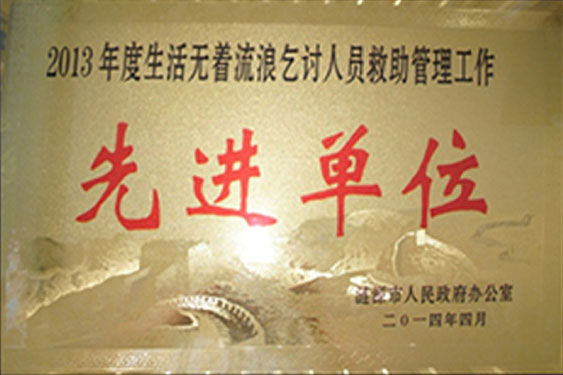 2013年度生活无着流浪乞讨人员救助管理工作
先进单位
涟源市人民政府办公室
二〇一四年四月